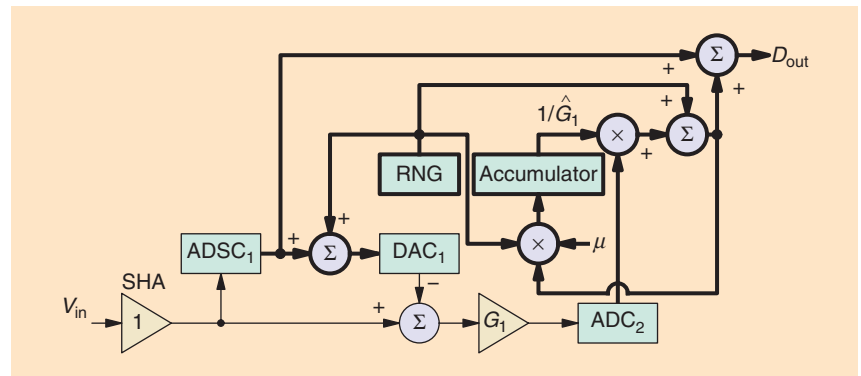 Σ
D_out
+
+
+
1/Ĝ_1
×
Σ
+
RNG
Accumulator
+
ADSC_1
+
Σ
DAC_1
×
μ
SHA
−
V_in
1
+
Σ
G_1
ADC_2